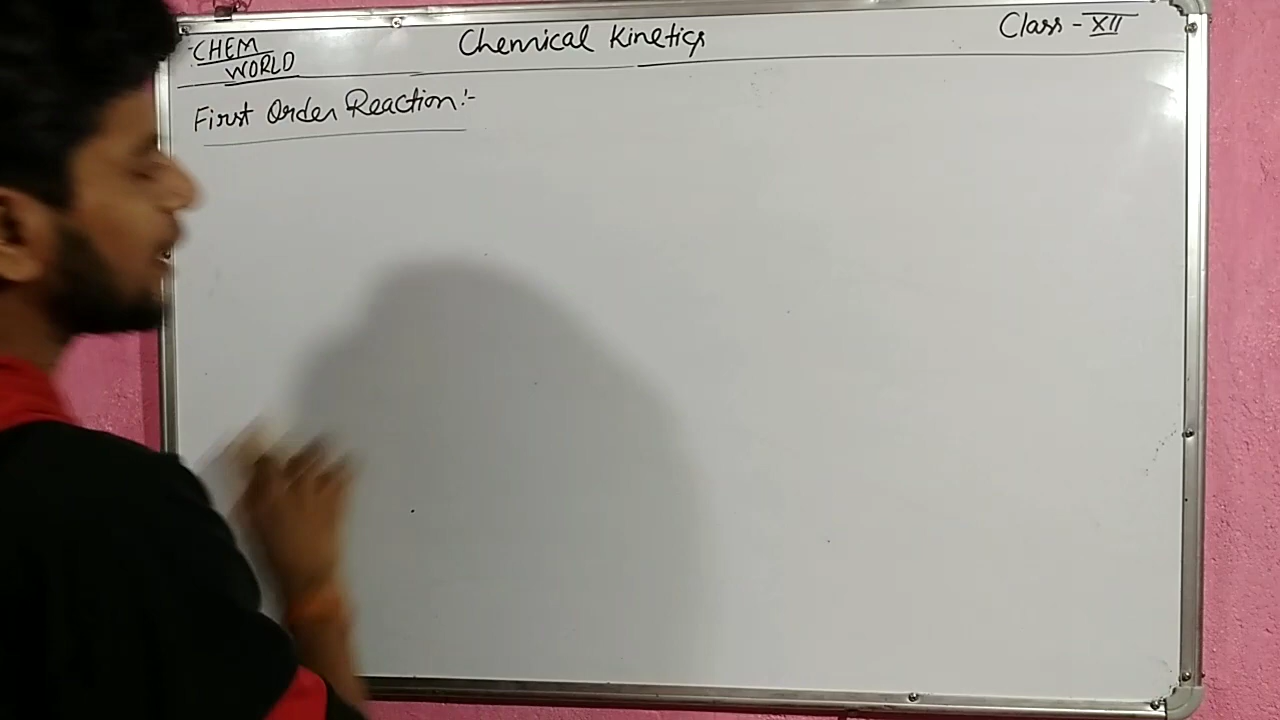 CHEM
WORLD
Chemical Kinetics
Class - XII
First Order Reaction:-